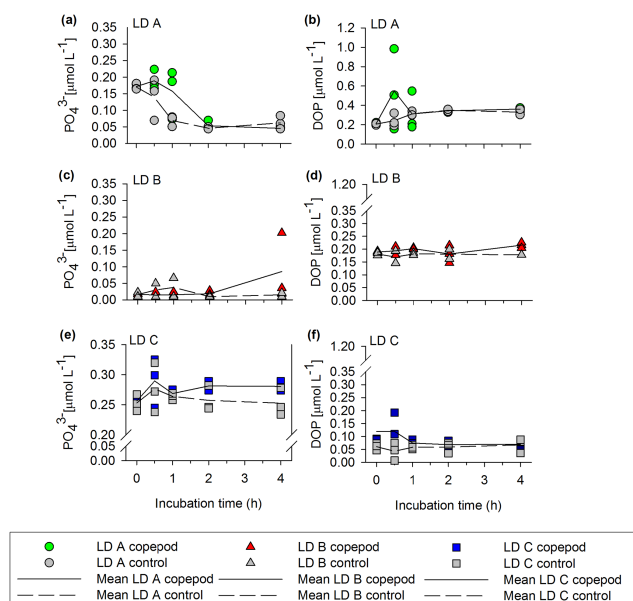 (a) LD A
0.35
0.30
0.25
0.20
0.15
0.10
0.05
0.00
PO₄³⁻[μmol L⁻¹]
(b) LD A
1.2
1.0
0.8
0.6
0.4
0.2
0.0
DOP [μmol L⁻¹]
(c) LD B
0.35
0.30
0.25
0.20
0.15
0.10
0.05
0.00
PO₄³⁻[μmol L⁻¹]
(d) LD B
1.20
0.35
0.30
0.25
0.20
0.15
0.10
0.05
0.00
DOP [μmol L⁻¹]
(e) LD C
0.35
0.30
0.25
0.20
0.05
0.00
PO₄³⁻[μmol L⁻¹]
0 1 2 3 4
Incubation time (h)
(f) LD C
1.20
0.35
0.30
0.25
0.20
0.15
0.10
0.05
0.00
DOP [μmol L⁻¹]
0 1 2 3 4
Incubation time (h)
LD A copepod LD B copepod LD C copepod
LD A control LD B control LD C control
Mean LD A copepod Mean LD B copepod Mean LD C copepod
Mean LD A control Mean LD B control Mean LD C control